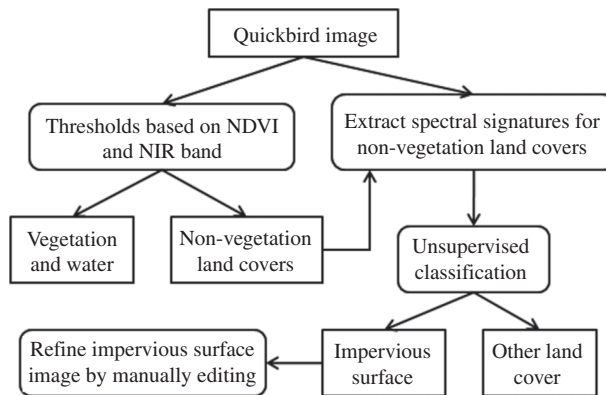 Quickbird image
Thresholds based on NDVI
and NIR band
Extract spectral signatures for
non-vegetation land covers
Vegetation
and water
Non-vegetation
land covers
Unsupervised
classification
Refine impervious surface
image by manually editing
Impervious
surface
Other land
cover